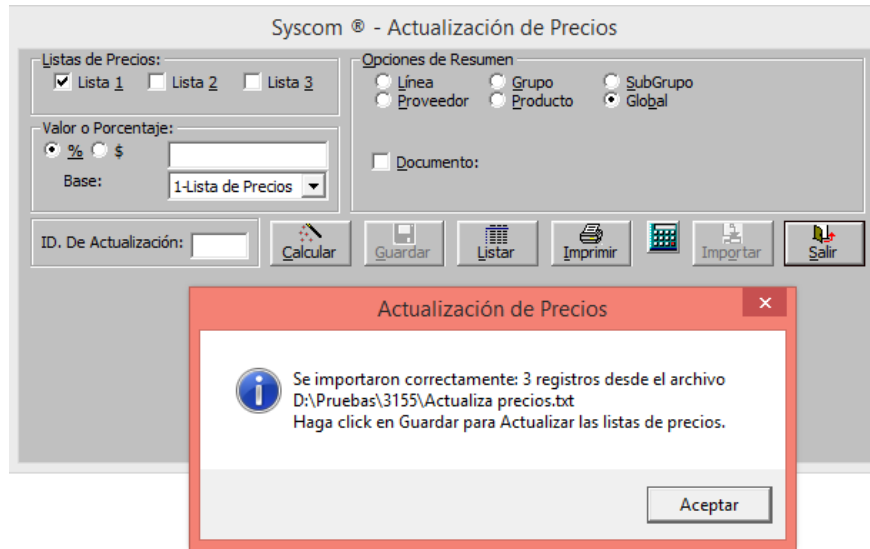 Syscom ® - Actualización de Precios
Listas de Precios:
Lista 1 Lista 2 Lista 3
Opciones de Resumen
Línea Grupo SubGrupo
Proveedor Producto Global
Valor o Porcentaje:
% $
Documento:
Base: 1-Lista de Precios
ID. De Actualización:
Calcular Guardar Listar Imprimir Importar Salir
Actualización de Precios
Se importaron correctamente: 3 registros desde el archivo
D:\Pruebas\3155\Actualiza precios.txt
Haga click en Guardar para Actualizar las listas de precios.
Aceptar